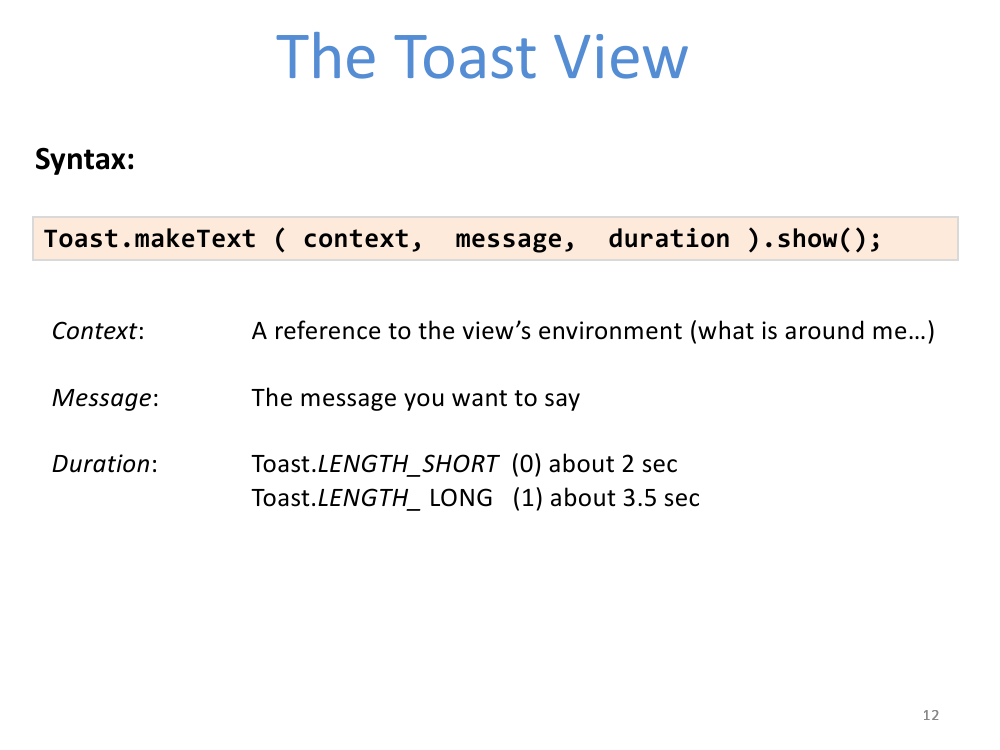 The Toast View
Syntax:
Toast.makeText ( context,  message,  duration ).show();
Context: A reference to the view’s environment (what is around me…)
Message: The message you want to say
Duration: Toast.LENGTH_SHORT  (0) about 2 sec
Toast.LENGTH_ LONG   (1) about 3.5 sec
12